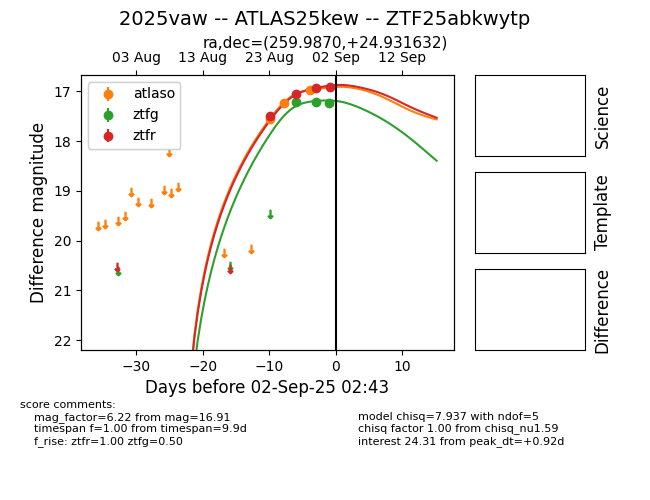 2025vaw -- ATLAS25kew -- ZTF25abkwytp
ra,dec=(259.9870,+24.931632)
03 Aug 13 Aug 23 Aug 02 Sep 12 Sep
atlaso
ztfg
ztfr
17
18
19
20
21
22
Difference magnitude
−30 −20 −10 0 10
Days before 02-Sep-25 02:43
Science
Template
Difference
score comments:
mag_factor=6.22 from mag=16.91
timespan f=1.00 from timespan=9.9d
f_rise: ztfr=1.00 ztfg=0.50
model chisq=7.937 with ndof=5
chisq factor 1.00 from chisq_nu1.59
interest 24.31 from peak_dt=+0.92d